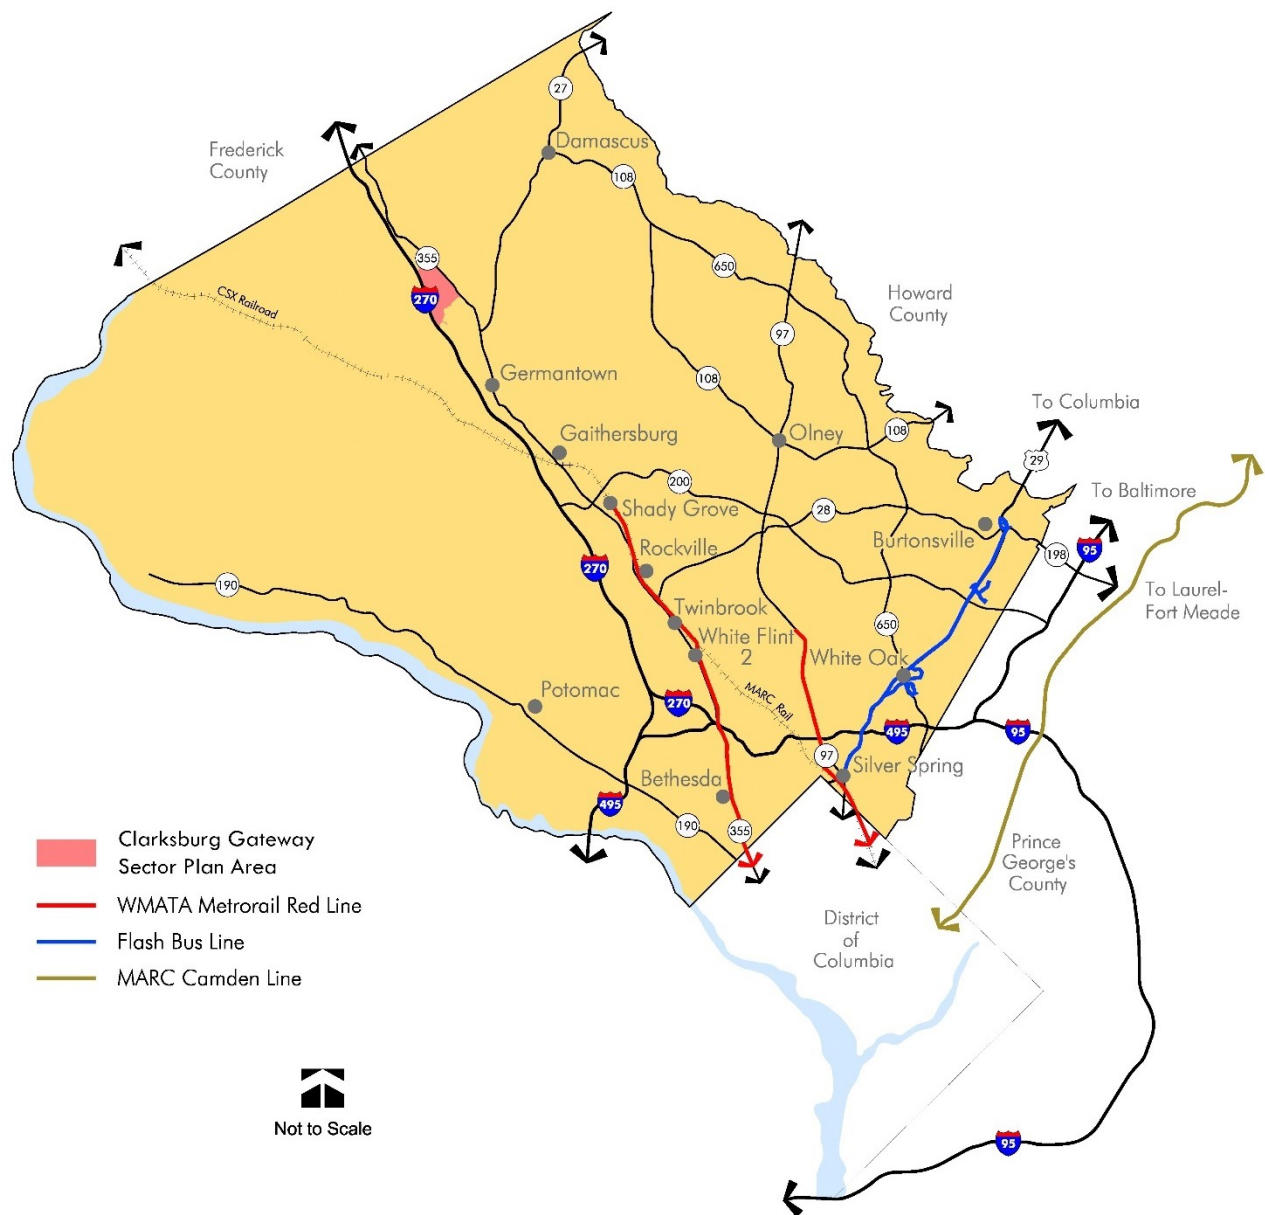 27
Damascus
Frederick
County
108
355
650
CSX Railroad
270
Howard
County
97
Germantown
108
To Columbia
Gaithersburg
Olney
108
29
200
To Baltimore
Shady Grove
28
Burtonsville
Rockville
198
95
270
190
To Laurel-
Fort Meade
Twinbrook
650
White Flint
2
White Oak
Potomac
MARC Rail
270
495
95
97
Silver Spring
Bethesda
495
190
355
Clarksburg Gateway
Sector Plan Area
Prince
George's
County
WMATA Metrorail Red Line
District
of
Columbia
Flash Bus Line
MARC Camden Line
Not to Scale
95